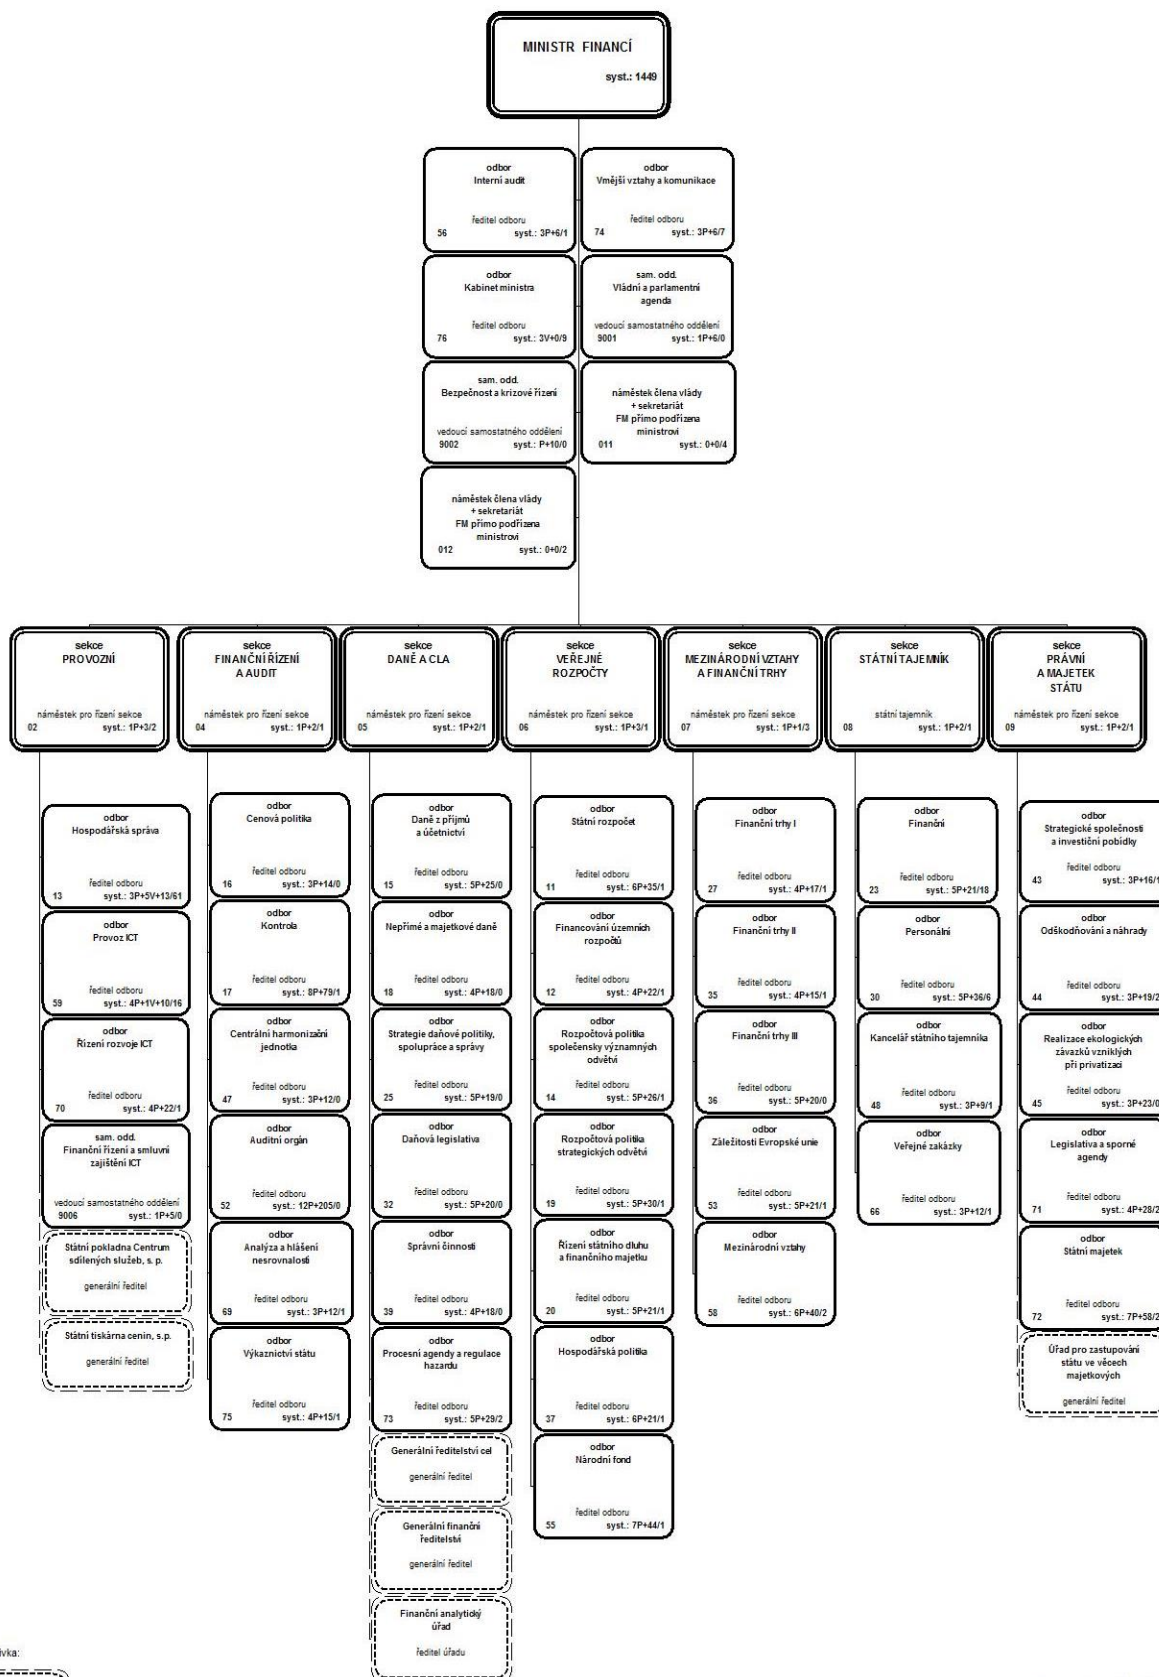 MINISTR FINANCÍ
syst.: 1449
odbor
Interní audit
ředitel odboru
56 syst.: 3P+6/1
odbor
Vmější vztahy a komunikace
ředitel odboru
74 syst.: 3P+6/7
odbor
Kabinet ministra
ředitel odboru
76 syst.: 3V+0/9
sam. odd.
Vládní a parlamentní
agenda
vedoucí samostatného oddělení
9001 syst.: 1P+6/0
sam. odd.
Bezpečnost a krizové řízení
vedoucí samostatného oddělení
9002 syst.: P+10/0
náměstek člena vlády
+ sekretariát
FM přímo podřízena
ministrovi
011 syst.: 0+0/4
náměstek člena vlády
+ sekretariát
FM přímo podřízena
ministrovi
012 syst.: 0+0/2
sekce
PROVOZNÍ
náměstek pro řízení sekce
02 syst.: 1P+3/2
sekce
FINANČNÍ ŘÍZENÍ
A AUDIT
náměstek pro řízení sekce
04 syst.: 1P+2/1
sekce
DANĚ A CLA
náměstek pro řízení sekce
05 syst.: 1P+2/1
sekce
VEŘEJNÉ
ROZPOČTY
náměstek pro řízení sekce
06 syst.: 1P+3/1
sekce
MEZINÁRODNÍ VZTAHY
A FINANČNÍ TRHY
náměstek pro řízení sekce
07 syst.: 1P+1/3
sekce
STÁTNÍ TAJEMNÍK
státní tajemník
08 syst.: 1P+2/1
sekce
PRÁVNÍ
A MAJETEK
STÁTU
náměstek pro řízení sekce
09 syst.: 1P+2/1
odbor
Hospodářská správa
ředitel odboru
13 syst.: 3P+5V+13/61
odbor
Provoz ICT
ředitel odboru
59 syst.: 4P+1V+10/16
odbor
Řízení rozvoje ICT
ředitel odboru
70 syst.: 4P+22/1
sam. odd.
Finanční řízení a smluvní
zajištění ICT
vedoucí samostatného oddělení
9006 syst.: 1P+5/0
Státní pokladna Centrum
sdílených služeb, s. p.
generální ředitel
Státní tiskárna cenin, s.p.
generální ředitel
odbor
Cenová politika
ředitel odboru
16 syst.: 3P+14/0
odbor
Kontrola
ředitel odboru
17 syst.: 8P+79/1
odbor
Centrální harmonizační
jednotka
ředitel odboru
47 syst.: 3P+12/0
odbor
Auditní orgán
ředitel odboru
52 syst.: 12P+205/0
odbor
Analýza a hlášení
nesrovnalostí
ředitel odboru
69 syst.: 3P+12/1
odbor
Výkaznictví státu
ředitel odboru
75 syst.: 4P+15/1
odbor
Daně z příjmů
a účetnictví
ředitel odboru
15 syst.: 5P+25/0
odbor
Nepřímé a majetkové daně
ředitel odboru
18 syst.: 4P+18/0
odbor
Strategie daňové politiky,
spolupráce a správy
ředitel odboru
25 syst.: 5P+19/0
odbor
Daňová legislativa
ředitel odboru
32 syst.: 5P+20/0
odbor
Správní činnosti
ředitel odboru
39 syst.: 4P+18/0
odbor
Procesní agendy a regulace
hazardu
ředitel odboru
73 syst.: 5P+29/2
Generální ředitelství cel
generální ředitel
Generální finanční
ředitelství
generální ředitel
Finanční analytický
úřad
ředitel úřadu
odbor
Státní rozpočet
ředitel odboru
11 syst.: 6P+35/1
odbor
Financování územních
rozpočtů
ředitel odboru
12 syst.: 4P+22/1
odbor
Rozpočtová politika
společensky významných
odvětví
ředitel odboru
14 syst.: 5P+26/1
odbor
Rozpočtová politika
strategických odvětví
ředitel odboru
19 syst.: 5P+30/1
odbor
Řízení státního dluhu
a finančního majetku
ředitel odboru
20 syst.: 5P+21/1
odbor
Hospodářská politika
ředitel odboru
37 syst.: 6P+21/1
odbor
Národní fond
ředitel odboru
55 syst.: 7P+44/1
odbor
Finanční trhy I
ředitel odboru
27 syst.: 4P+17/1
odbor
Finanční trhy II
ředitel odboru
35 syst.: 4P+15/1
odbor
Finanční trhy III
ředitel odboru
36 syst.: 5P+20/0
odbor
Záležitosti Evropské unie
ředitel odboru
53 syst.: 5P+21/1
odbor
Mezinárodní vztahy
ředitel odboru
58 syst.: 6P+40/2
odbor
Finanční
ředitel odboru
23 syst.: 5P+21/18
odbor
Personální
ředitel odboru
30 syst.: 5P+36/6
odbor
Kancelář státního tajemníka
ředitel odboru
48 syst.: 3P+9/1
odbor
Veřejné zakázky
ředitel odboru
66 syst.: 3P+12/1
odbor
Strategické společnosti
a investiční pobídky
ředitel odboru
43 syst.: 3P+16/1
odbor
Odškodňování a náhrady
ředitel odboru
44 syst.: 3P+19/2
odbor
Realizace ekologických
závazků vzniklých
při privatizaci
ředitel odboru
45 syst.: 3P+23/0
odbor
Legislativa a sporné
agendy
ředitel odboru
71 syst.: 4P+28/2
odbor
Státní majetek
ředitel odboru
72 syst.: 7P+58/2
Úřad pro zastupování
státu ve věcech
majetkových
generální ředitel